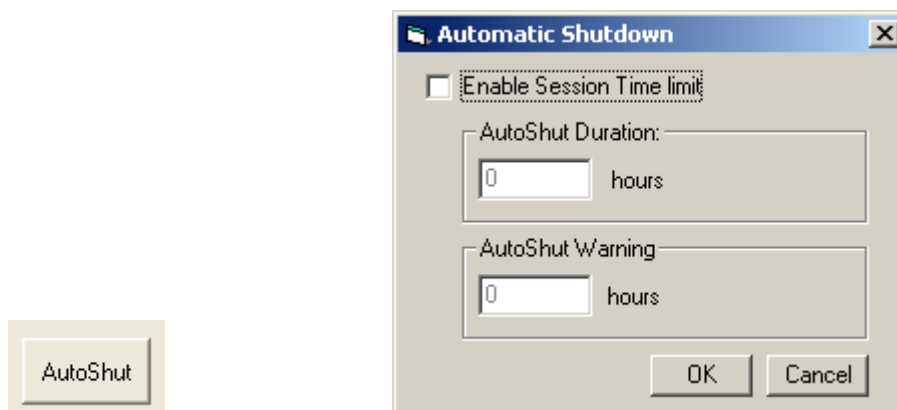 Automatic Shutdown
Enable Session Time limit
AutoShut Duration:
0 hours
AutoShut Warning
0 hours
AutoShut
OK Cancel